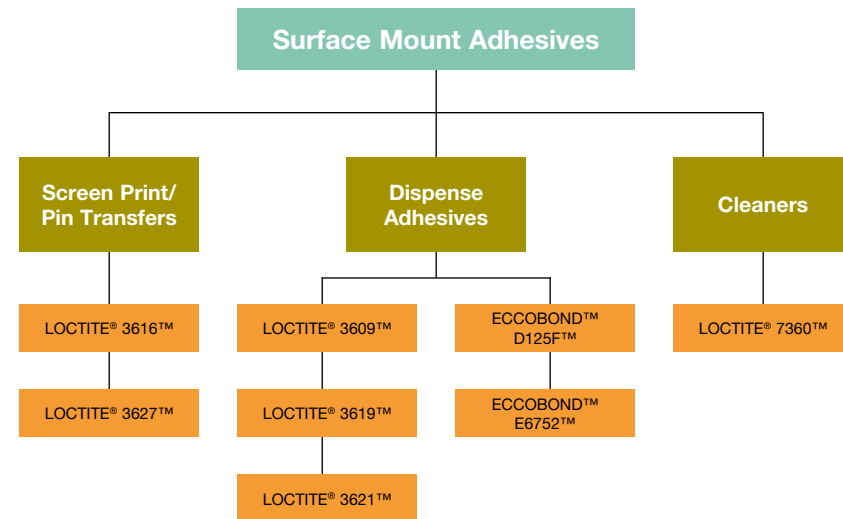 Surface Mount Adhesives
Screen Print/
Pin Transfers
Dispense
Adhesives
Cleaners
LOCTITE® 3616™
LOCTITE® 3609™
ECCOBOND™
D125F™
LOCTITE® 7360™
LOCTITE® 3627™
LOCTITE® 3619™
ECCOBOND™
E6752™
LOCTITE® 3621™